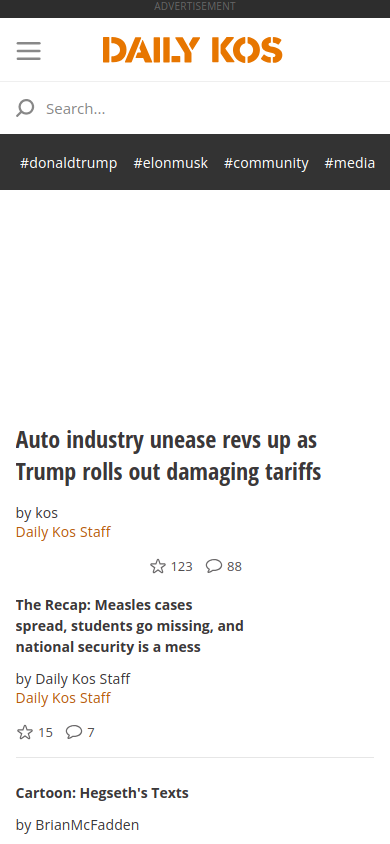 ADVERTISEMENT
DAILY KOS
Search...
#donaldtrump #elonmusk #community #media
Auto industry unease revs up as
Trump rolls out damaging tariffs
by kos
Daily Kos Staff
123 88
The Recap: Measles cases
spread, students go missing, and
national security is a mess
by Daily Kos Staff
Daily Kos Staff
15 7
Cartoon: Hegseth's Texts
by BrianMcFadden